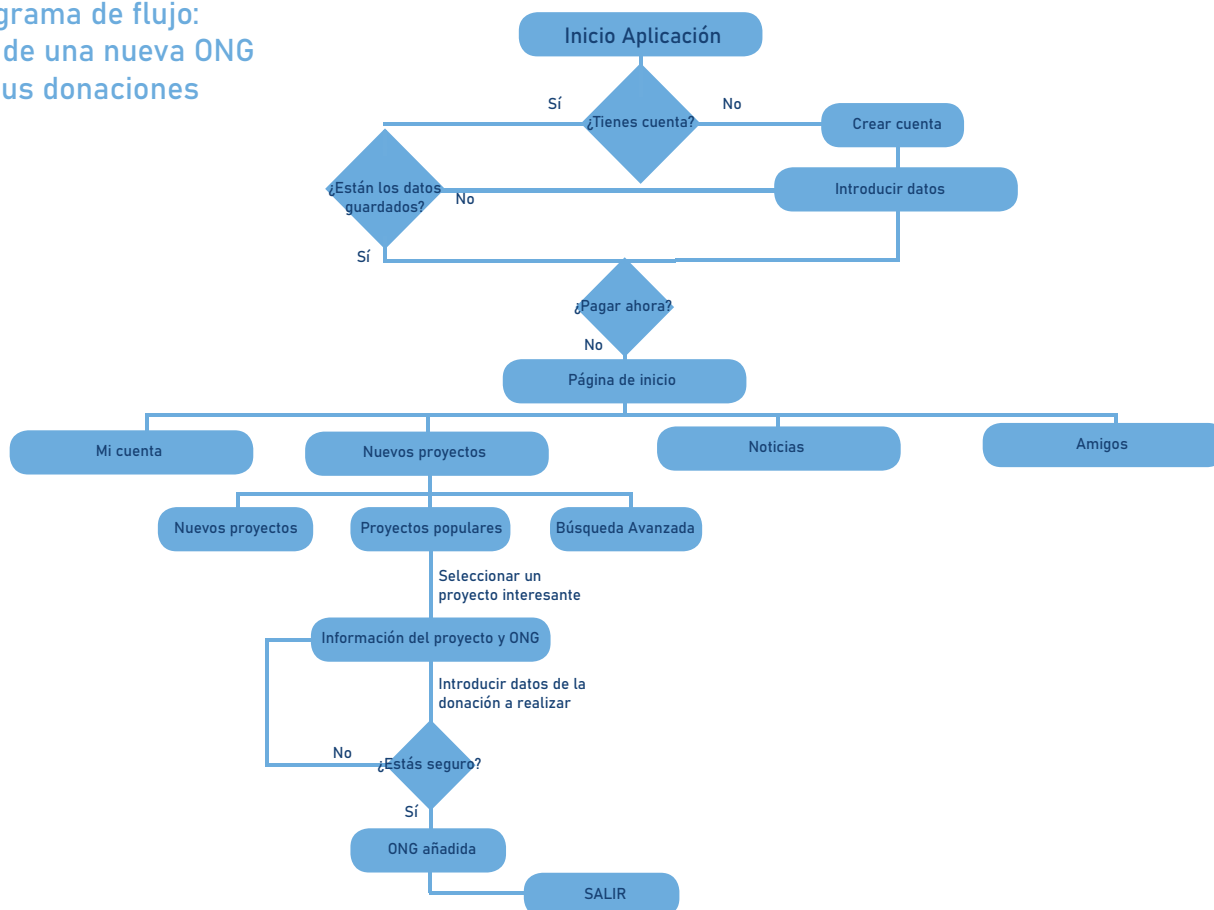 grama de flujo:
de una nueva ONG
us donaciones
Inicio Aplicación
Sí
No
¿Tienes cuenta?
Crear cuenta
¿Están los datos
guardados?
No
Introducir datos
Sí
¿Pagar ahora?
No
Página de inicio
Mi cuenta
Nuevos proyectos
Noticias
Amigos
Nuevos proyectos
Proyectos populares
Búsqueda Avanzada
Seleccionar un
proyecto interesante
Información del proyecto y ONG
Introducir datos de la
donación a realizar
No
¿Estás seguro?
Sí
ONG añadida
SALIR